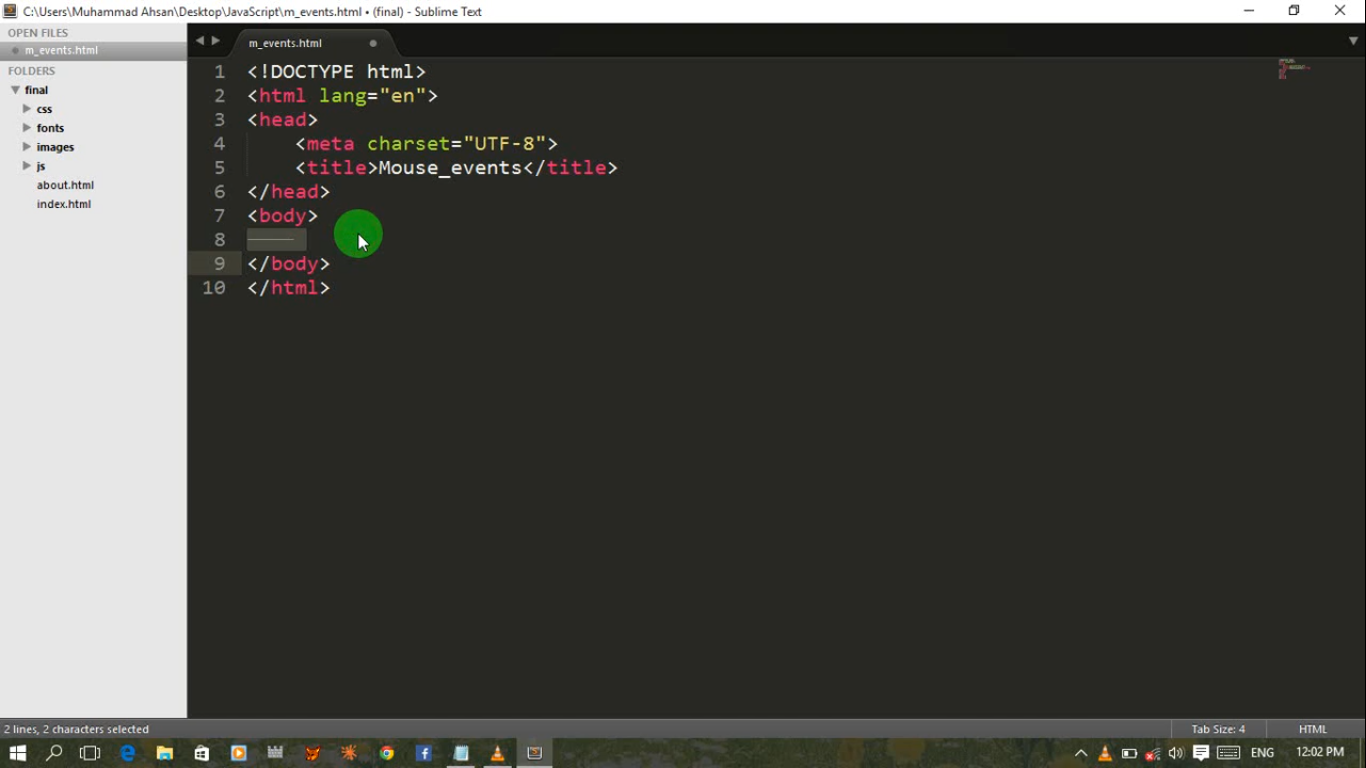 C:\Users\Muhammad Ahsan\Desktop\JavaScript\m_events.html • (final) - Sublime Text
OPEN FILES
m_events.html
FOLDERS
final
css
fonts
images
js
about.html
index.html
m_events.html
1 <!DOCTYPE html>
2 <html lang="en">
3 <head>
4 <meta charset="UTF-8">
5 <title>Mouse_events</title>
6 </head>
7 <body>
8
9 </body>
10 </html>
2 lines, 2 characters selected
Tab Size: 4
HTML
ENG
12:02 PM